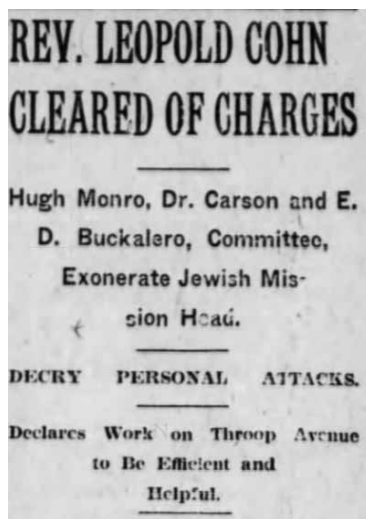 REV. LEOPOLD COHN
CLEARED OF CHARGES
Hugh Monro, Dr. Carson and E.
D. Buckalero, Committee,
Exonerate Jewish Mis-
sion Head.
DECRY PERSONAL ATTACKS.
Declares Work on Throop Avenue
to Be Efficient and
Helpful.